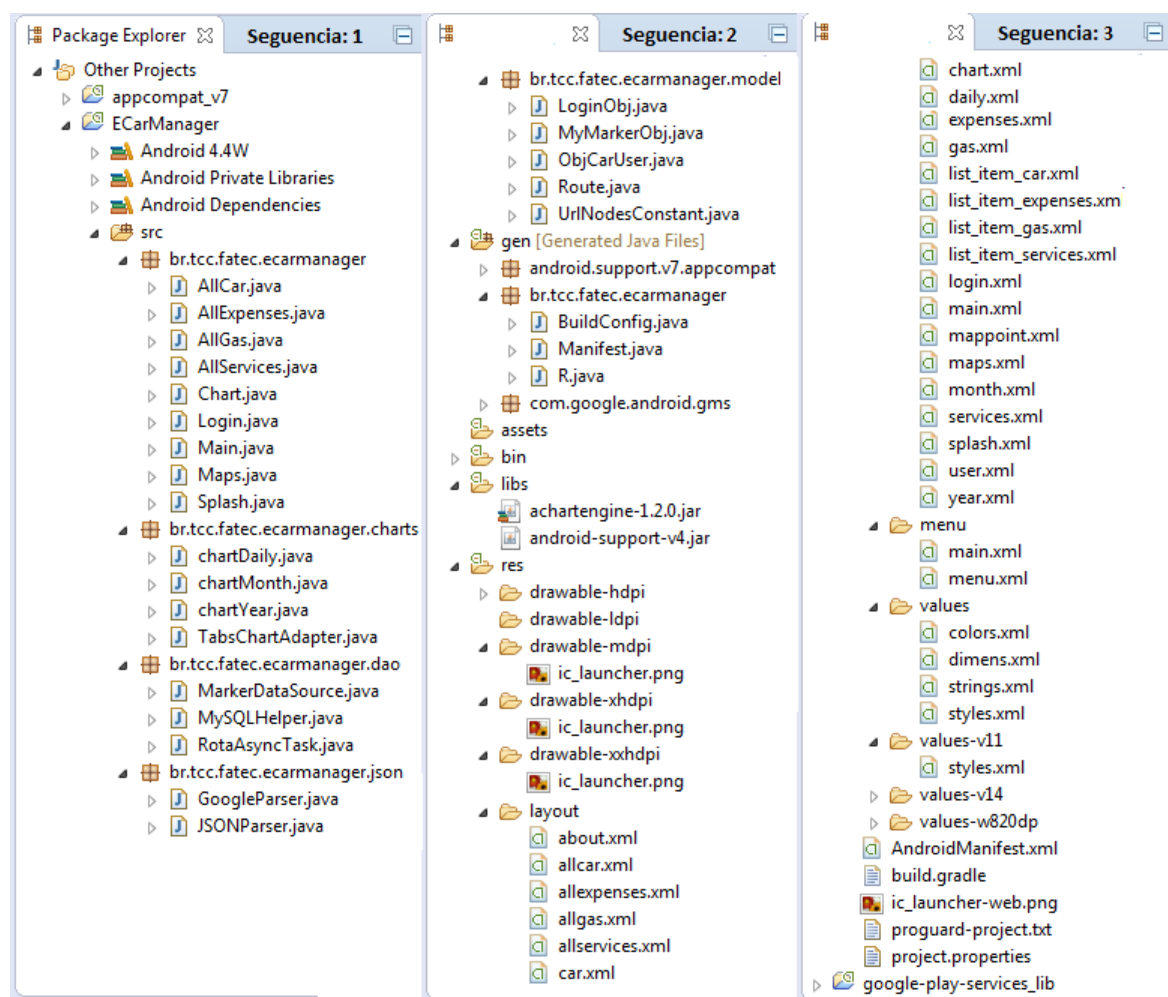 Package Explorer
Seguencia: 1
Other Projects
appcompat_v7
ECarManager
Android 4.4W
Android Private Libraries
Android Dependencies
src
br.tcc.fatec.ecarmanager
AllCar.java
AllExpenses.java
AllGas.java
AllServices.java
Chart.java
Login.java
Main.java
Maps.java
Splash.java
br.tcc.fatec.ecarmanager.charts
chartDaily.java
chartMonth.java
chartYear.java
TabsChartAdapter.java
br.tcc.fatec.ecarmanager.dao
MarkerDataSource.java
MySQLHelper.java
RotaAsyncTask.java
br.tcc.fatec.ecarmanager.json
GoogleParser.java
JSONParser.java
Seguencia: 2
br.tcc.fatec.ecarmanager.model
LoginObj.java
MyMarkerObj.java
ObjCarUser.java
Route.java
UrlNodesConstant.java
gen [Generated Java Files]
android.support.v7.appcompat
br.tcc.fatec.ecarmanager
BuildConfig.java
Manifest.java
R.java
com.google.android.gms
assets
bin
libs
achartengine-1.2.0.jar
android-support-v4.jar
res
drawable-hdpi
drawable-ldpi
drawable-mdpi
ic_launcher.png
drawable-xhdpi
ic_launcher.png
drawable-xxhdpi
ic_launcher.png
layout
about.xml
allcar.xml
allexpenses.xml
allgas.xml
allservices.xml
car.xml
Seguencia: 3
chart.xml
daily.xml
expenses.xml
gas.xml
list_item_car.xml
list_item_expenses.xm
list_item_gas.xml
list_item_services.xml
login.xml
main.xml
mappoint.xml
maps.xml
month.xml
services.xml
splash.xml
user.xml
year.xml
menu
main.xml
menu.xml
values
colors.xml
dimens.xml
strings.xml
styles.xml
values-v11
styles.xml
values-v14
values-w820dp
AndroidManifest.xml
build.gradle
ic_launcher-web.png
proguard-project.txt
project.properties
google-play-services_lib